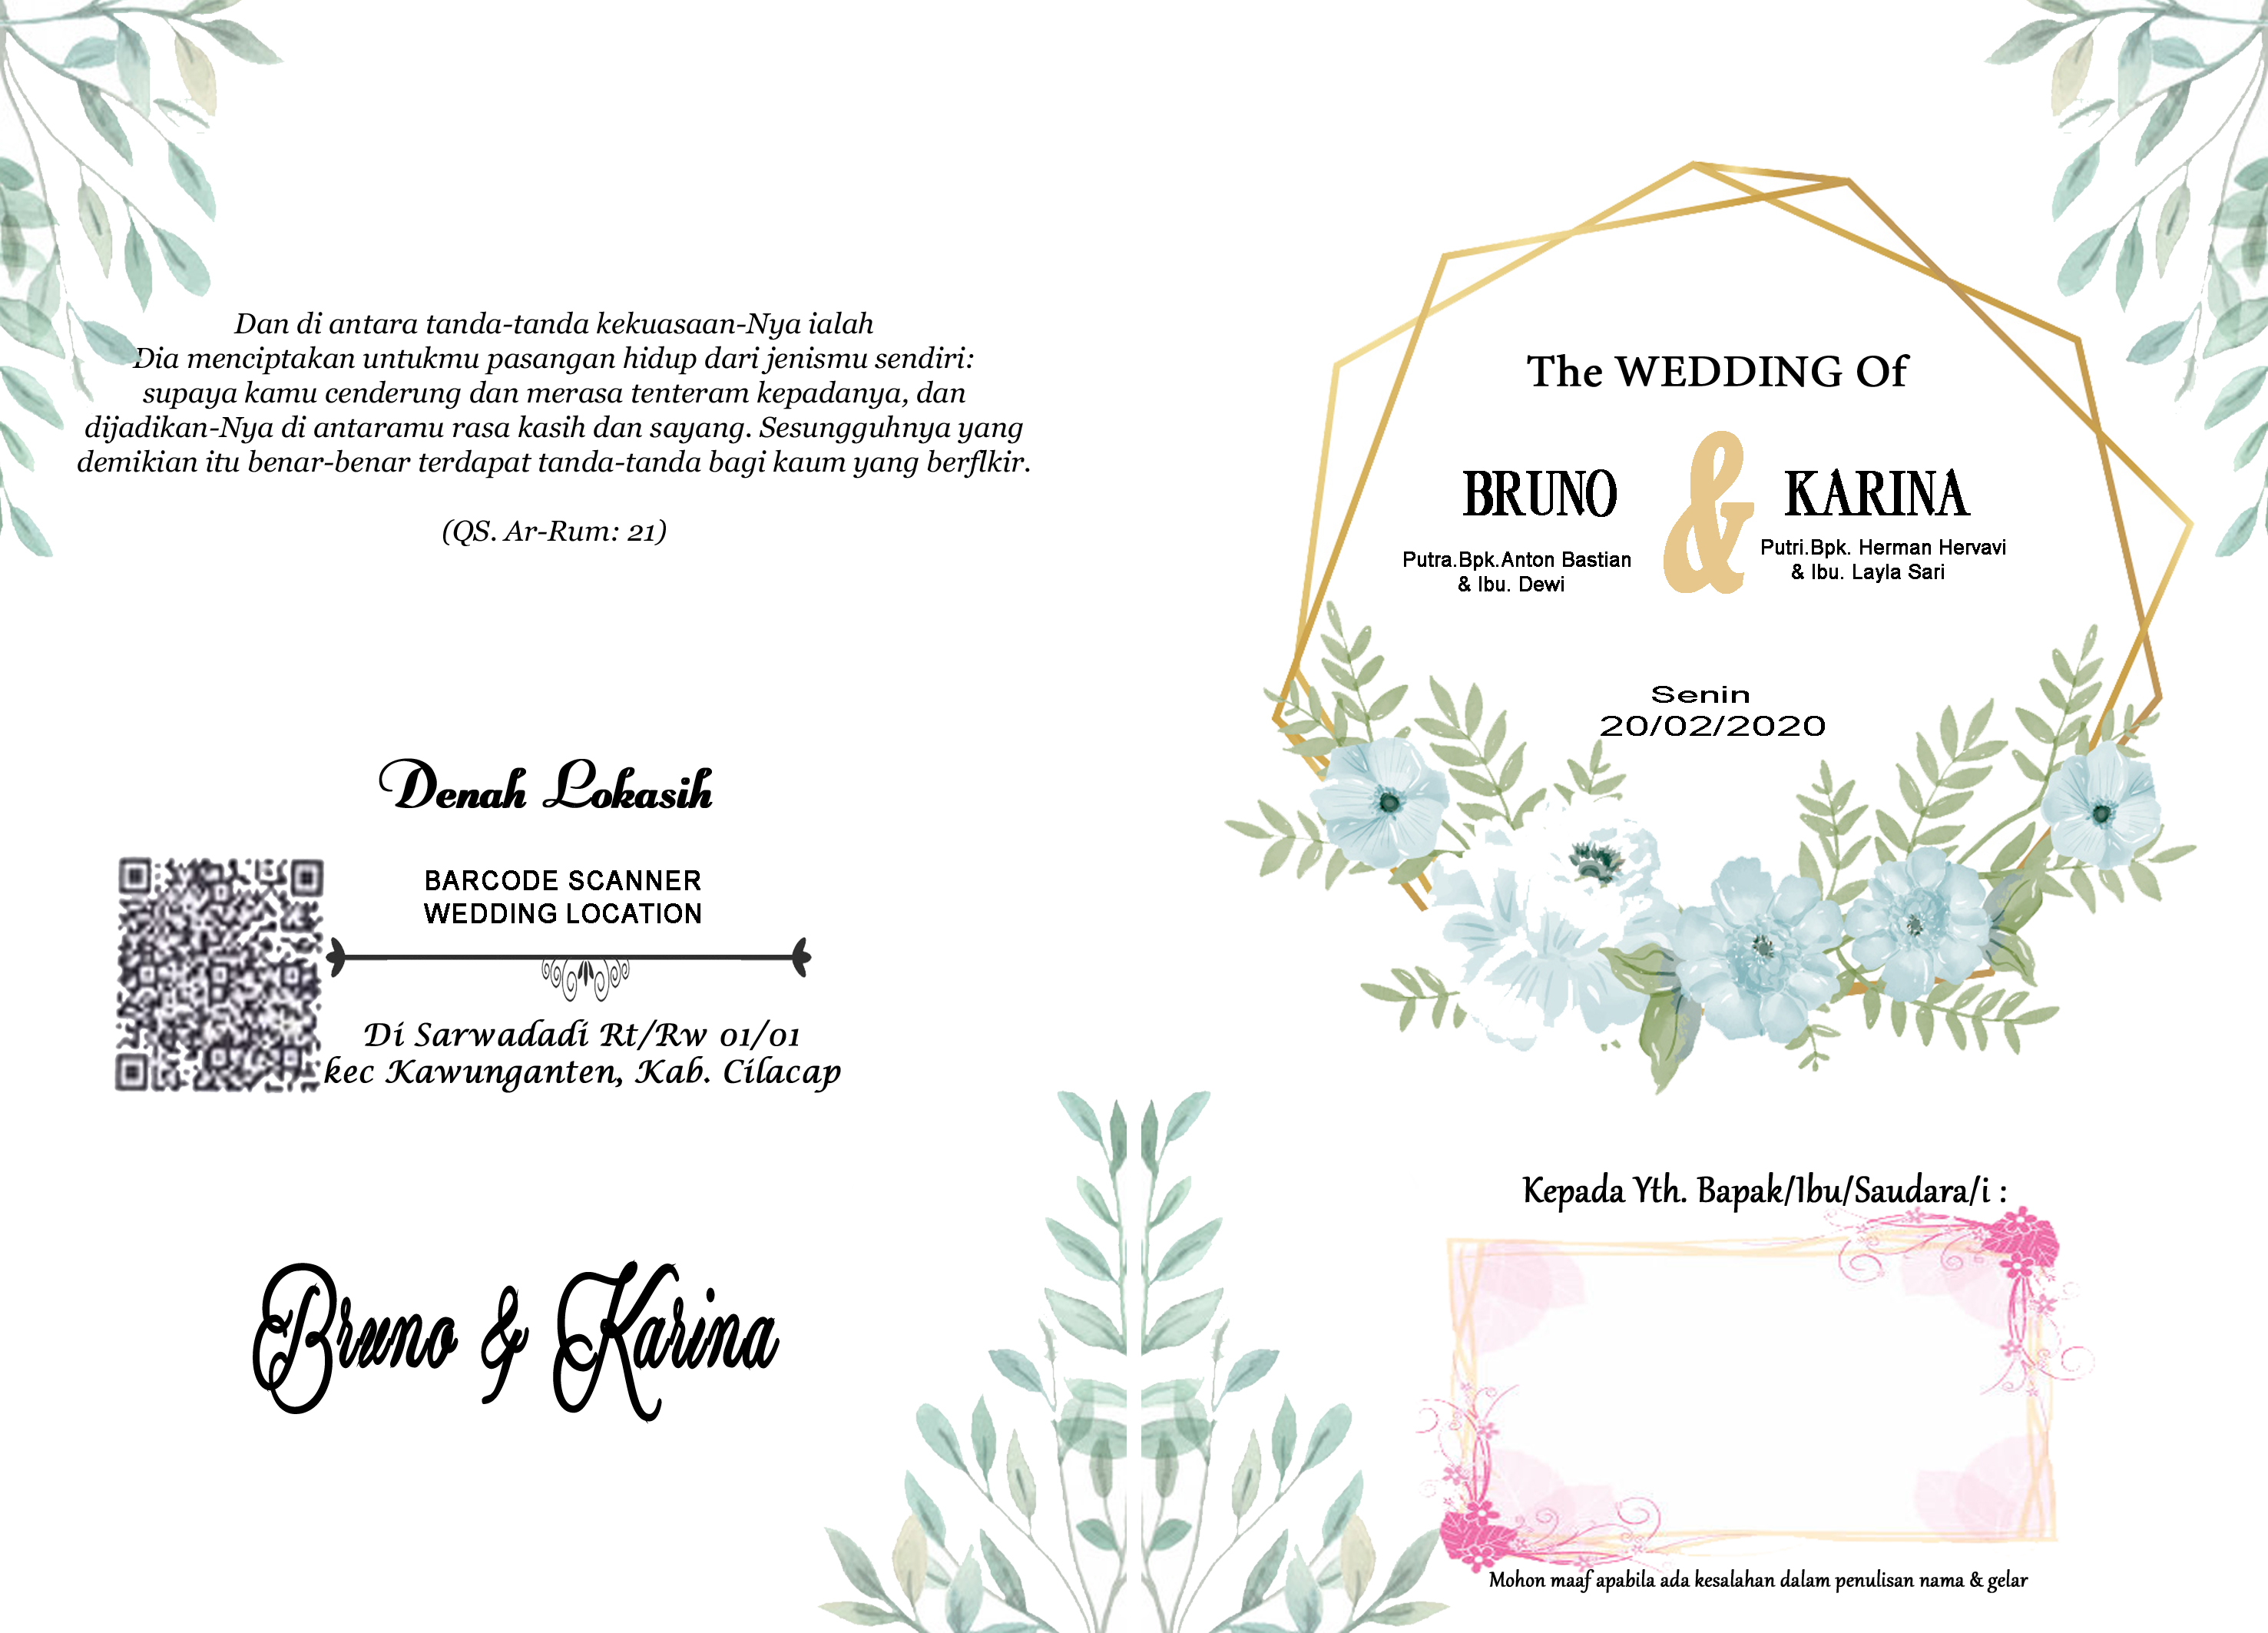 Dan di antara tanda-tanda kekuasaan-Nya ialah
Dia menciptakan untukmu pasangan hidup dari jenismu sendiri:
supaya kamu cenderung dan merasa tenteram kepadanya, dan
dijadikan-Nya di antaramu rasa kasih dan sayang. Sesungguhnya yang
demikian itu benar-benar terdapat tanda-tanda bagi kaum yang berflkir.
(QS. Ar-Rum: 21)
Denah Lokasih
BARCODE SCANNER
WEDDING LOCATION
Di Sarwadadi Rt/Rw 01/01
kec Kawunganten, Kab. Cilacap
Bruno & Karina
The WEDDING Of
BRUNO & KARINA
Putra.Bpk.Anton Bastian
& Ibu. Dewi
Putri.Bpk. Herman Hervavi
& Ibu. Layla Sari
Senin
20/02/2020
Kepada Yth. Bapak/Ibu/Saudara/i :
Mohon maaf apabila ada kesalahan dalam penulisan nama & gelar